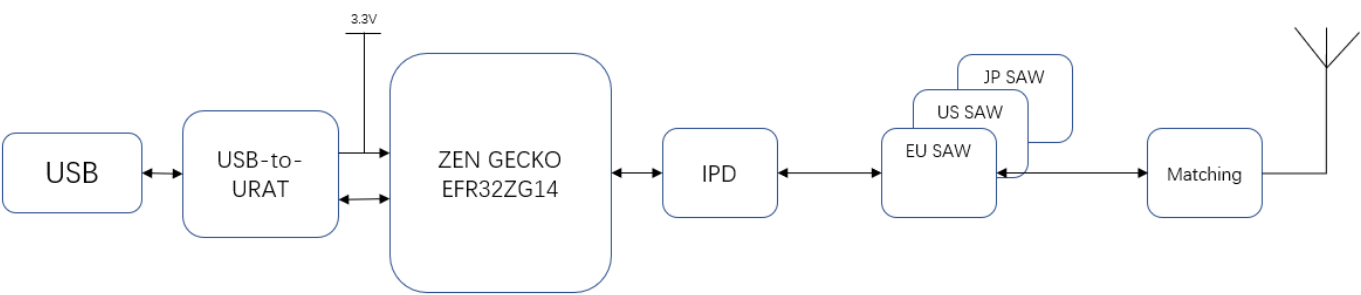 3.3V
USB
USB-to-
URAT
ZEN GECKO
EFR32ZG14
IPD
JP SAW
US SAW
EU SAW
Matching